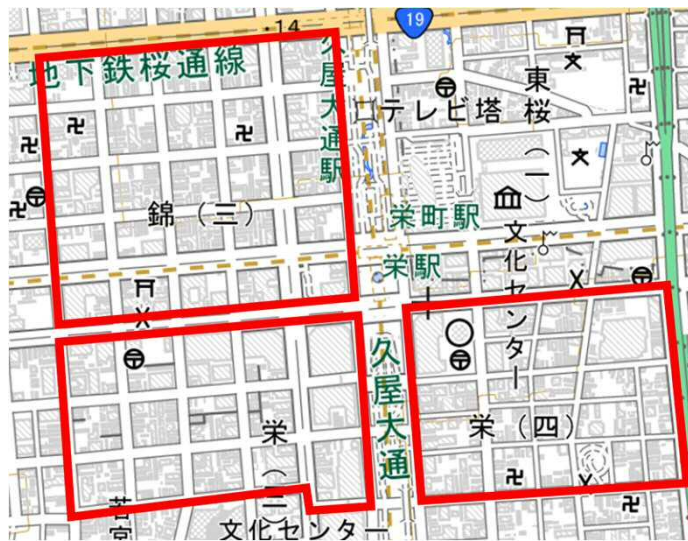 19
14
地下鉄桜通線
久屋大通駅
テレビ塔
東桜(一)
錦(三)
栄町駅
栄駅
文化センター
久屋大通
栄(四)
栄(三)
若宮
文化センター